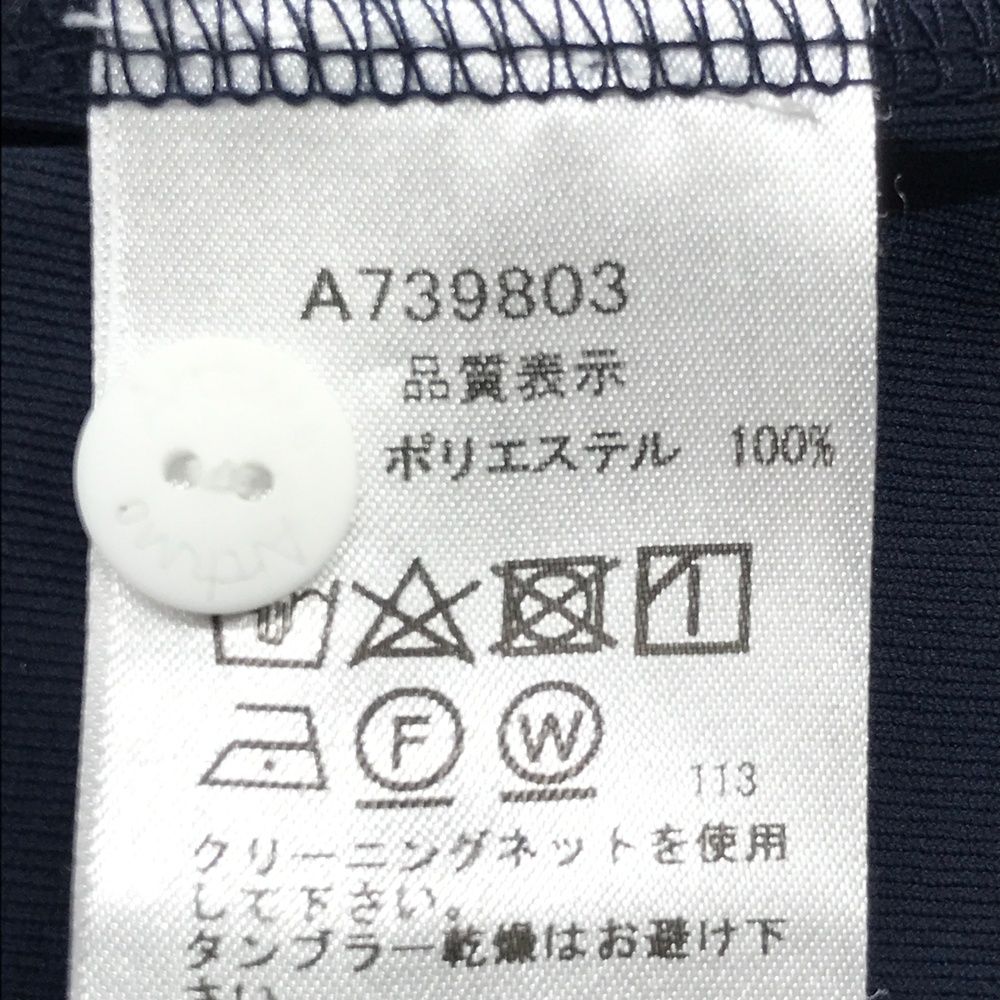 A739803
品質表示
ポリエステル 100%
F W 113
クリーニングネットを使用
して下さい。
タンブラー乾燥はお避け下
さい。